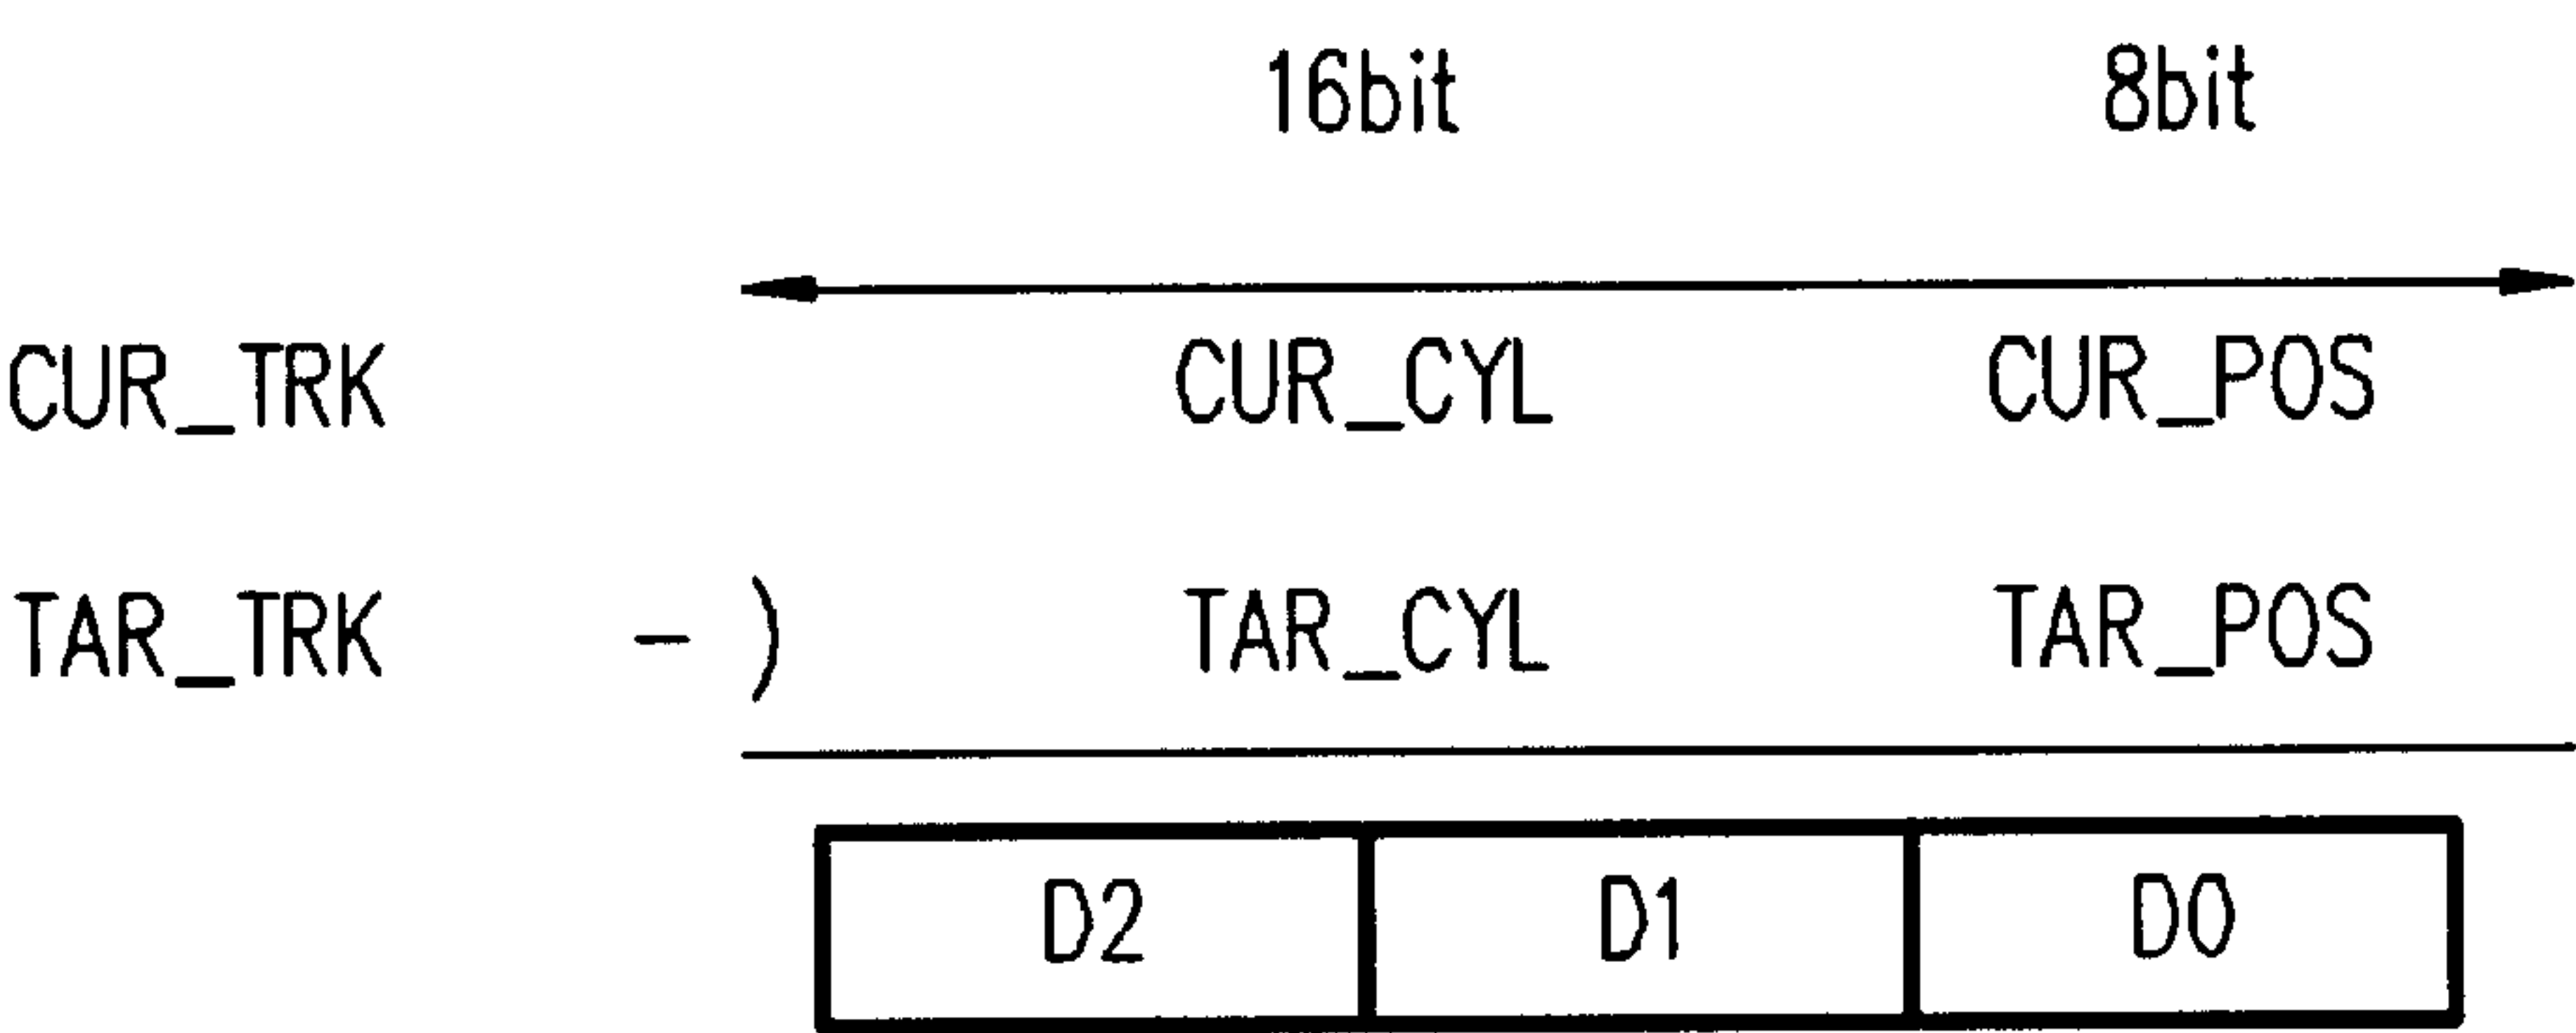 16bit 8bit
CUR_TRK CUR_CYL CUR_POS
TAR_TRK -) TAR_CYL TAR_POS
D2 D1 D0